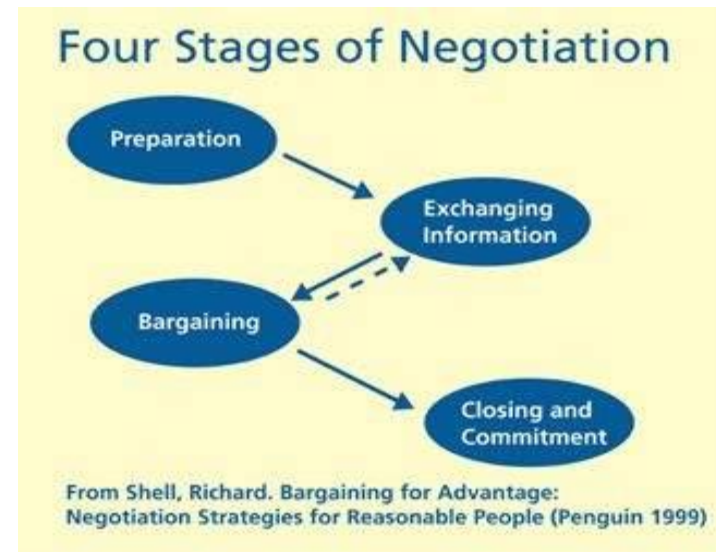 Four Stages of Negotiation
Preparation
Exchanging
Information
Bargaining
Closing and
Commitment
From Shell, Richard. Bargaining for Advantage:
Negotiation Strategies for Reasonable People (Penguin 1999)